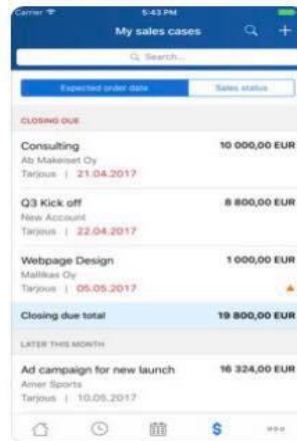 Carrier 5:43 PM
My sales cases
Search...
Expected order date Sales status
CLOSING DUE
Consulting 10 000,00 EUR
Ab Makeiset Oy
Tarjous | 21.04.2017
Q3 Kick off 8 800,00 EUR
New Account
Tarjous | 22.04.2017
Webpage Design 1 000,00 EUR
Mallikas Oy
Tarjous | 05.05.2017
Closing due total 19 800,00 EUR
LATER THIS MONTH
Ad campaign for new launch 16 324,00 EUR
Amer Sports
Tarjous | 10.05.2017